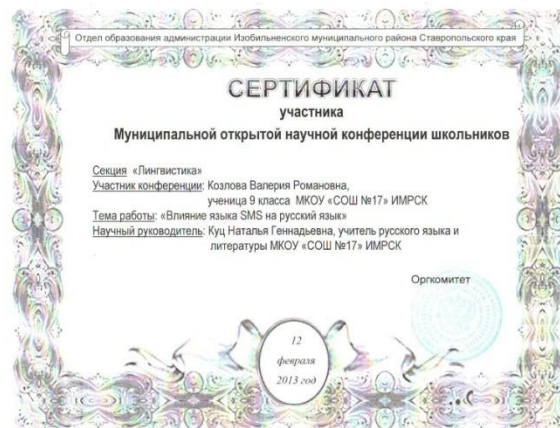 Отдел образования администрации Изобильненского муниципального района Ставропольского края
СЕРТИФИКАТ
участника
Муниципальной открытой научной конференции школьников
Секция «Лингвистика»
Участник конференции: Козлова Валерия Романовна,
ученица 9 класса МКОУ «СОШ №17» ИМРСК
Тема работы: «Влияние языка SMS на русский язык»
Научный руководитель: Куц Наталья Геннадьевна, учитель русского языка и
литературы МКОУ «СОШ №17» ИМРСК
Оргкомитет
12
февраля
2013 год